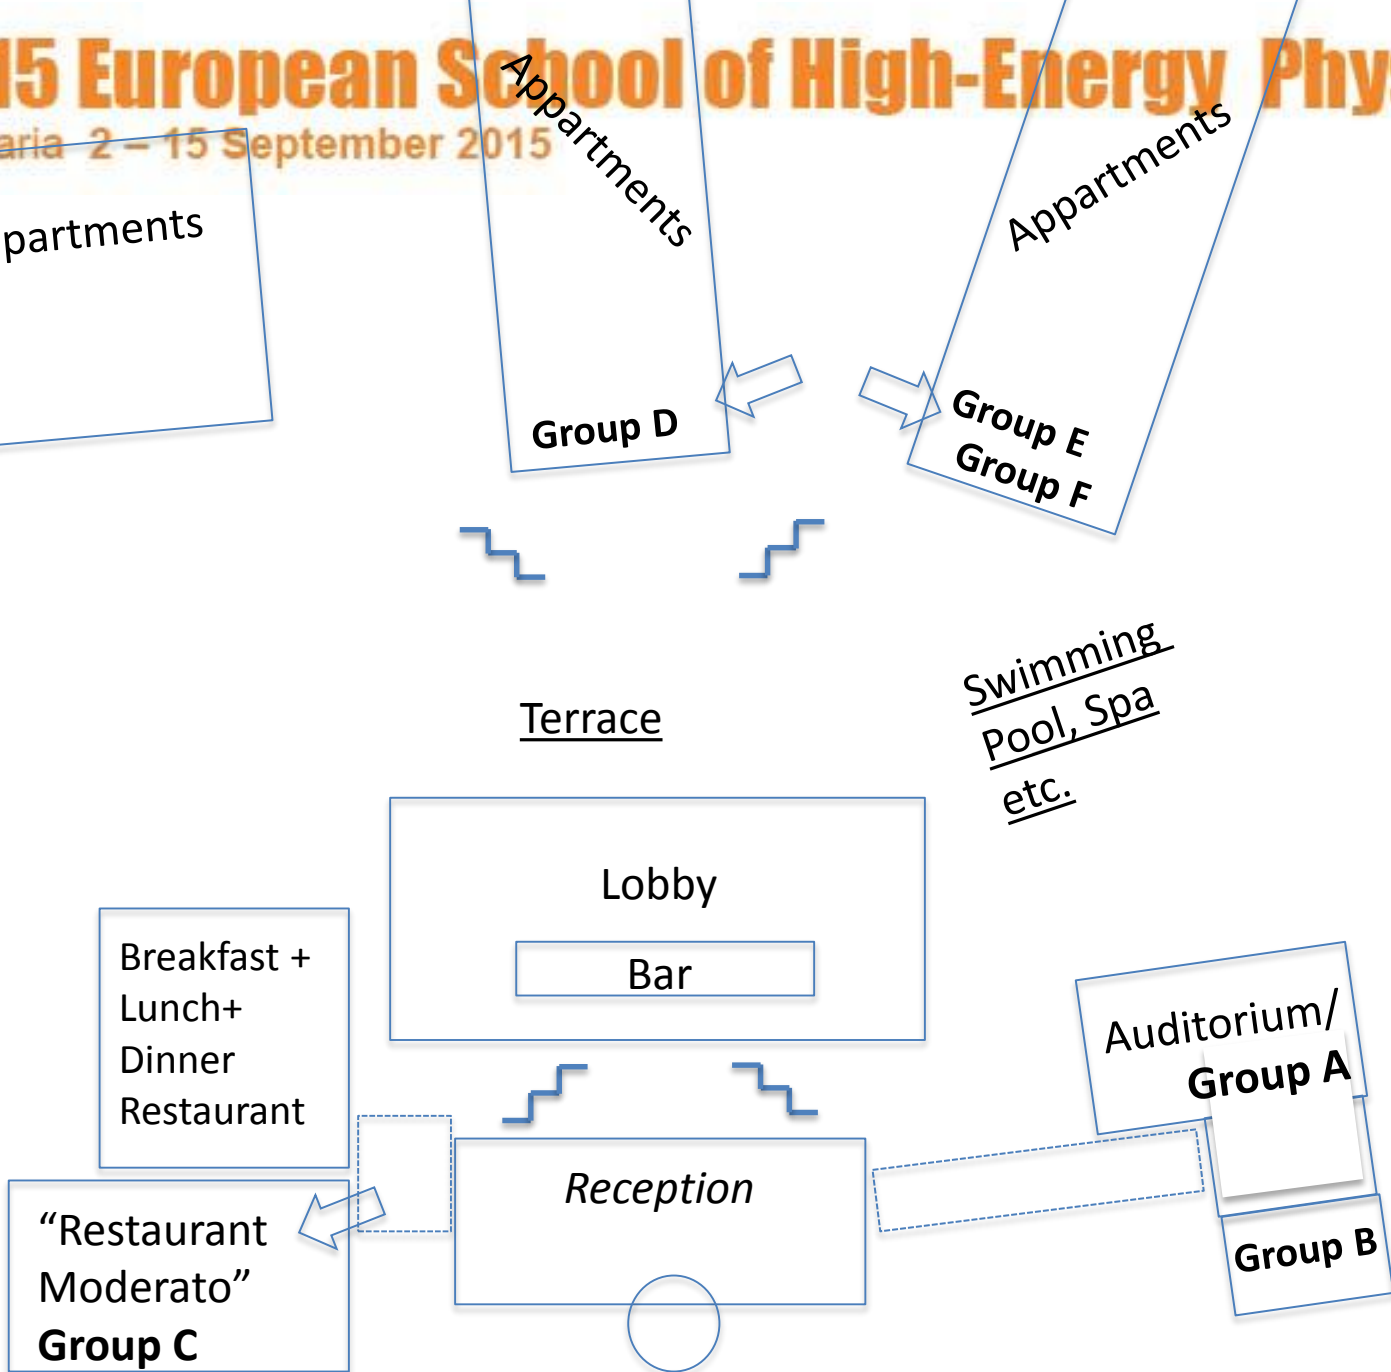 15 European School of High-Energy Phy
aria 2 – 15 September 2015
Appartments
Appartments
partments
Group D
Group E
Group F
Swimming
Pool, Spa
etc.
Terrace
Lobby
Bar
Breakfast +
Lunch+
Dinner
Restaurant
Auditorium/
Group A
Reception
“Restaurant
Moderato”
Group C
Group B